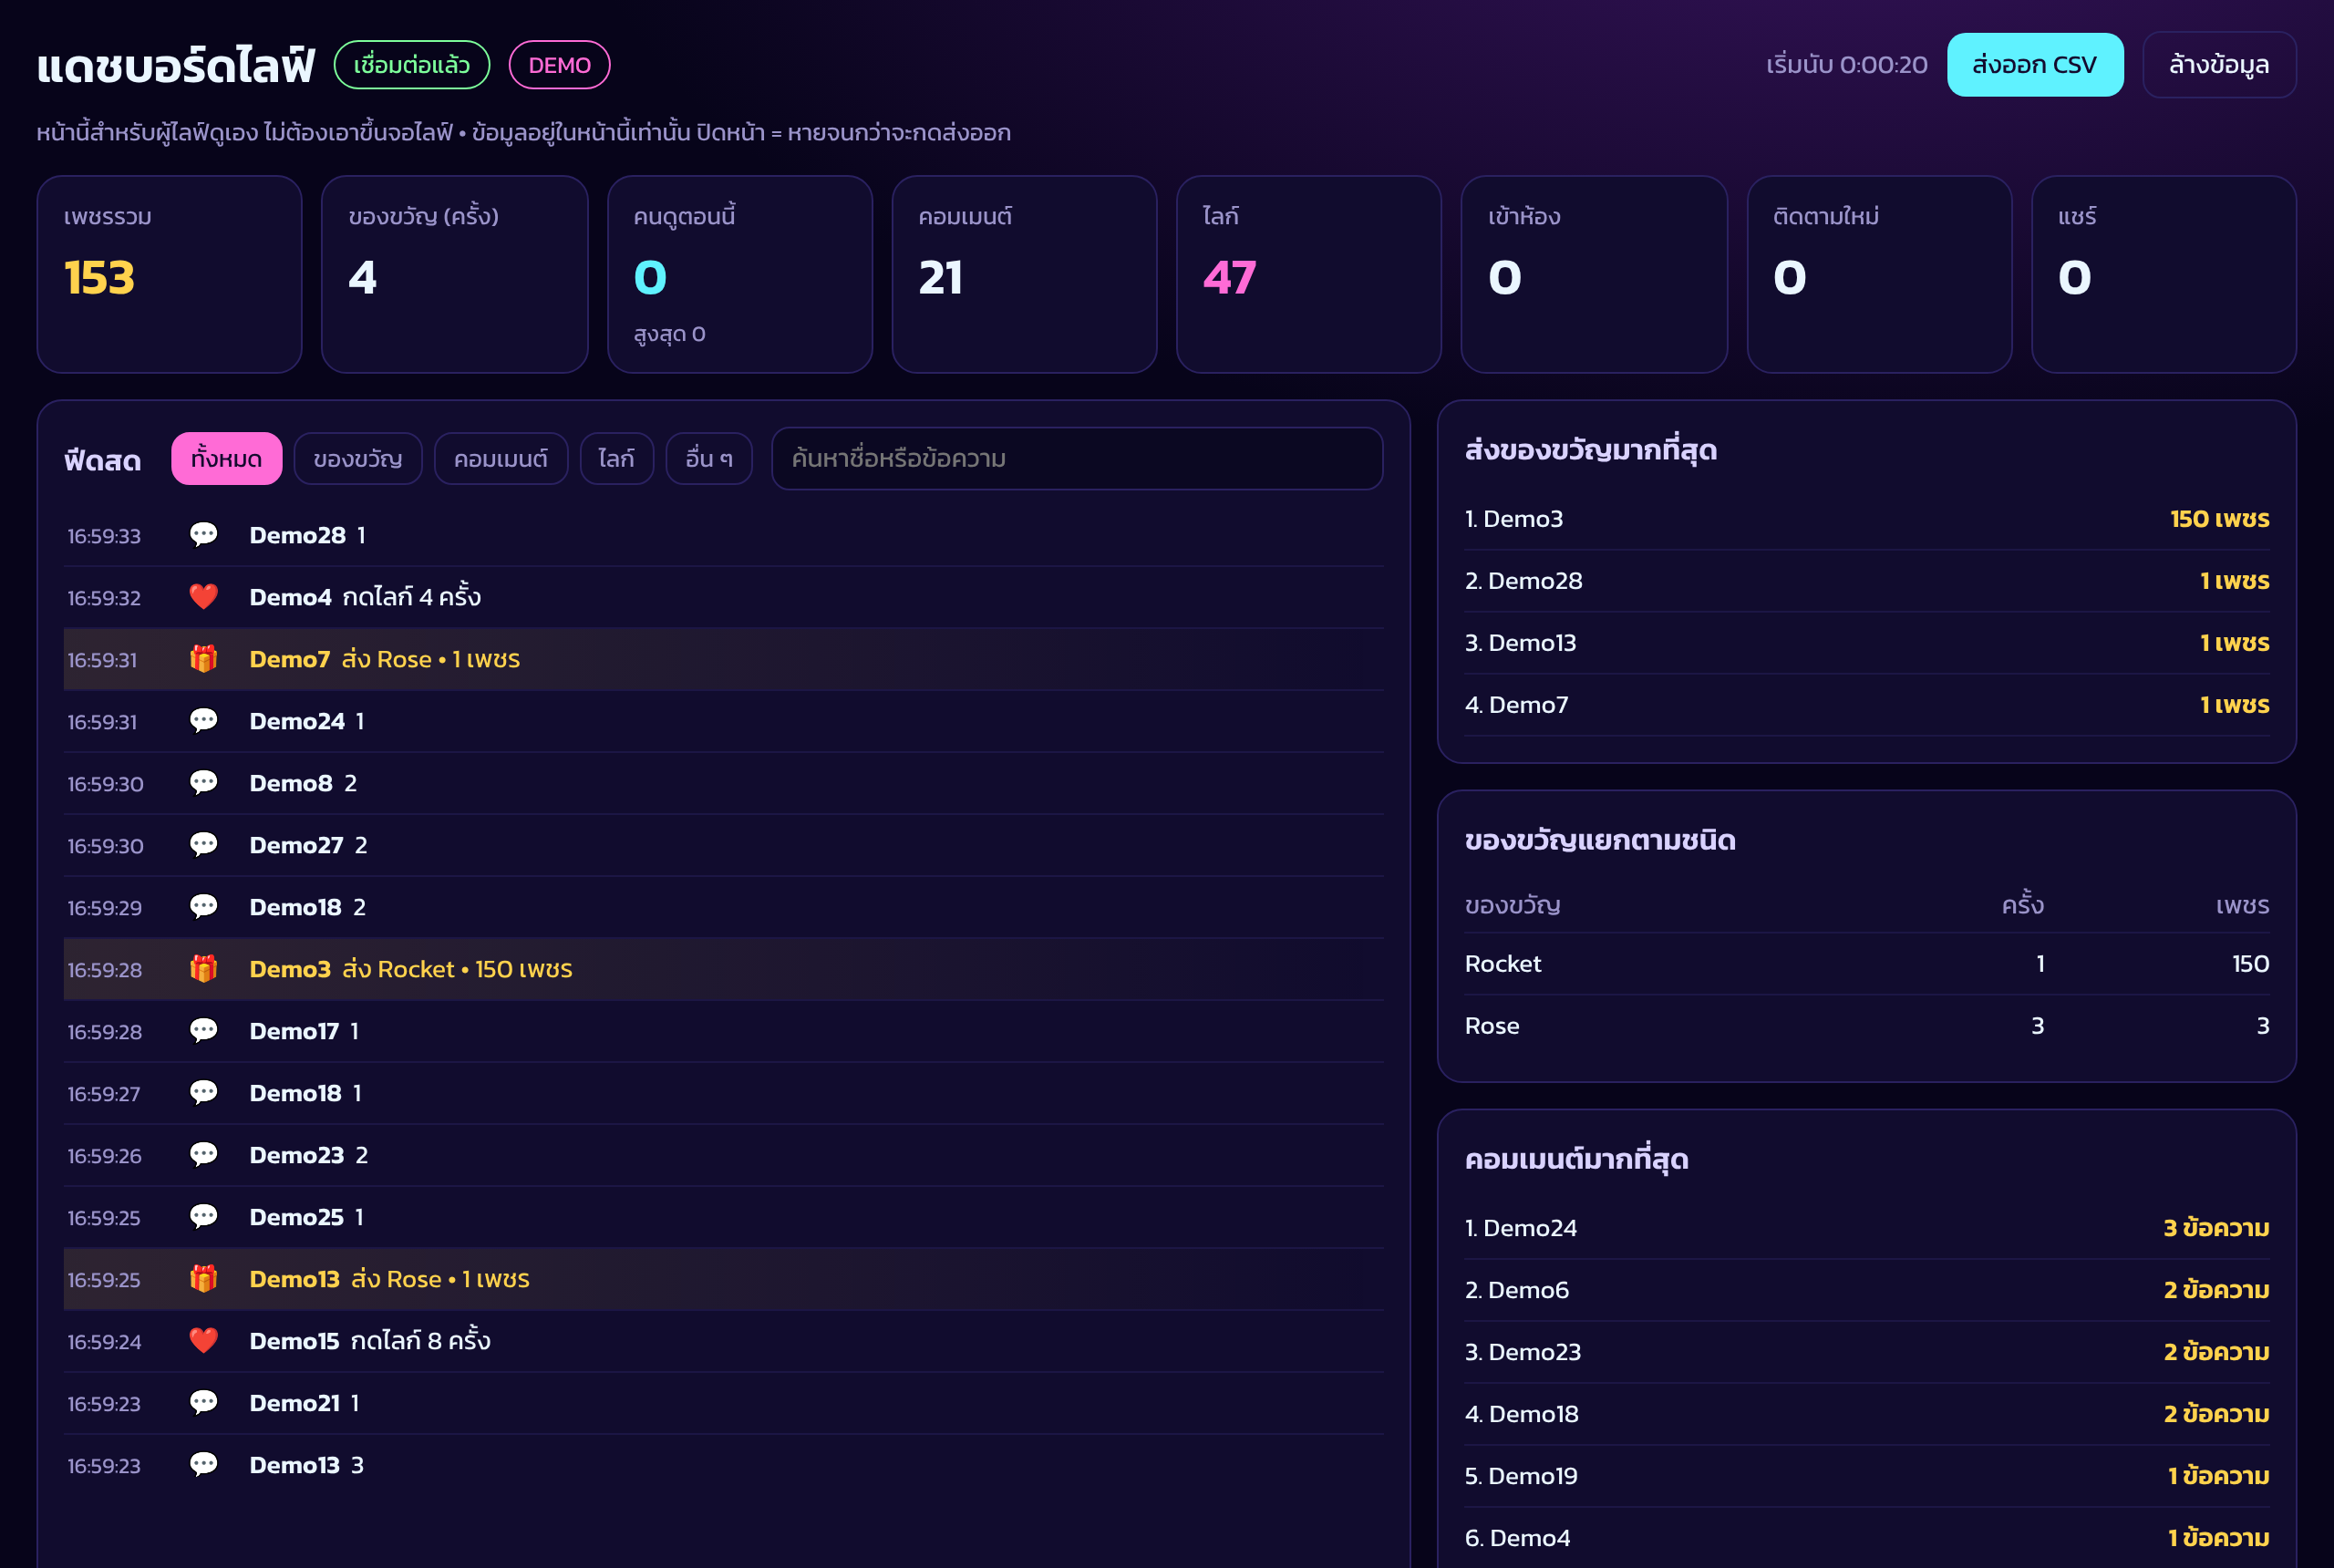 แดชบอร์ดไลฟ์ เชื่อมต่อแล้ว DEMO เริ่มนับ 0:00:20 ส่งออก CSV ล้างข้อมูล
หน้านี้สำหรับผู้ไลฟ์ดูเอง ไม่ต้องเอาขึ้นจอไลฟ์ • ข้อมูลอยู่ในหน้านี้เท่านั้น ปิดหน้า = หายจนกว่าจะกดส่งออก
เพชรรวม
153
ของขวัญ (ครั้ง)
4
คนดูตอนนี้
0
สูงสุด 0
คอมเมนต์
21
ไลก์
47
เข้าห้อง
0
ติดตามใหม่
0
แชร์
0
ฟีดสด ทั้งหมด ของขวัญ คอมเมนต์ ไลก์ อื่น ๆ ค้นหาชื่อหรือข้อความ
16:59:33 Demo28 1
16:59:32 Demo4 กดไลก์ 4 ครั้ง
16:59:31 Demo7 ส่ง Rose • 1 เพชร
16:59:31 Demo24 1
16:59:30 Demo8 2
16:59:30 Demo27 2
16:59:29 Demo18 2
16:59:28 Demo3 ส่ง Rocket • 150 เพชร
16:59:28 Demo17 1
16:59:27 Demo18 1
16:59:26 Demo23 2
16:59:25 Demo25 1
16:59:25 Demo13 ส่ง Rose • 1 เพชร
16:59:24 Demo15 กดไลก์ 8 ครั้ง
16:59:23 Demo21 1
16:59:23 Demo13 3
ส่งของขวัญมากที่สุด
1. Demo3 150 เพชร
2. Demo28 1 เพชร
3. Demo13 1 เพชร
4. Demo7 1 เพชร
ของขวัญแยกตามชนิด
ของขวัญ ครั้ง เพชร
Rocket 1 150
Rose 3 3
คอมเมนต์มากที่สุด
1. Demo24 3 ข้อความ
2. Demo6 2 ข้อความ
3. Demo23 2 ข้อความ
4. Demo18 2 ข้อความ
5. Demo19 1 ข้อความ
6. Demo4 1 ข้อความ